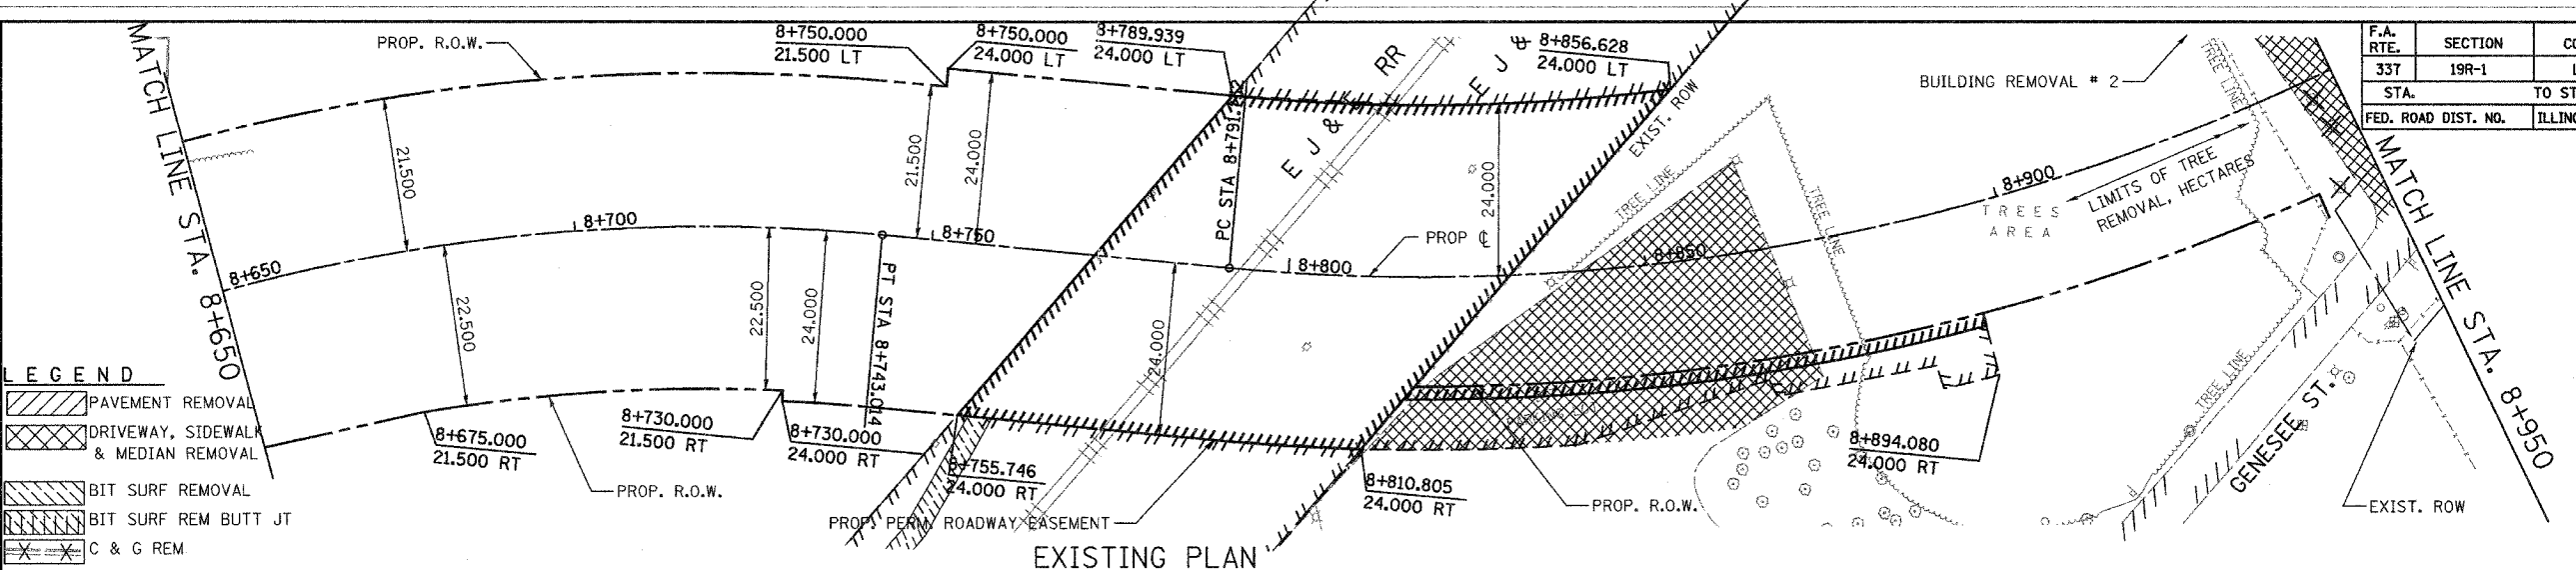 MATCH LINE STA. 8+650
PROP. R.O.W.
8+750.000
21.500 LT
8+750.000
24.000 LT
8+789.939
24.000 LT
8+856.628
24.000 LT
E J & E RR
E J &
EXIST. ROW
BUILDING REMOVAL # 2
TREE LINE
F.A.
RTE.
SECTION
337
19R-1
STA.
TO ST
FED. ROAD DIST. NO.
MATCH LINE STA. 8+950
21.500
21.500
24.000
PC STA
24.000
TREE LINE
TREE LINE
8+900
LIMITS OF TREE
REMOVAL, HECTARES
TREES
AREA
8+650
8+700
8+750
8+800
PROP ℄
8+850
22.500
22.500
24.000
PT STA 8+743.014
24.000
LEGEND
PAVEMENT REMOVAL
DRIVEWAY, SIDEWALK
& MEDIAN REMOVAL
BIT SURF REMOVAL
BIT SURF REM BUTT JT
C & G REM
8+675.000
21.500 RT
PROP. R.O.W.
8+730.000
21.500 RT
8+730.000
24.000 RT
8+755.746
24.000 RT
PROP. PERM. ROADWAY EASEMENT
8+810.805
24.000 RT
PARKING LOT
PROP. R.O.W.
8+894.080
24.000 RT
TREE LINE
GENESEE ST.
EXIST. ROW
EXISTING PLAN